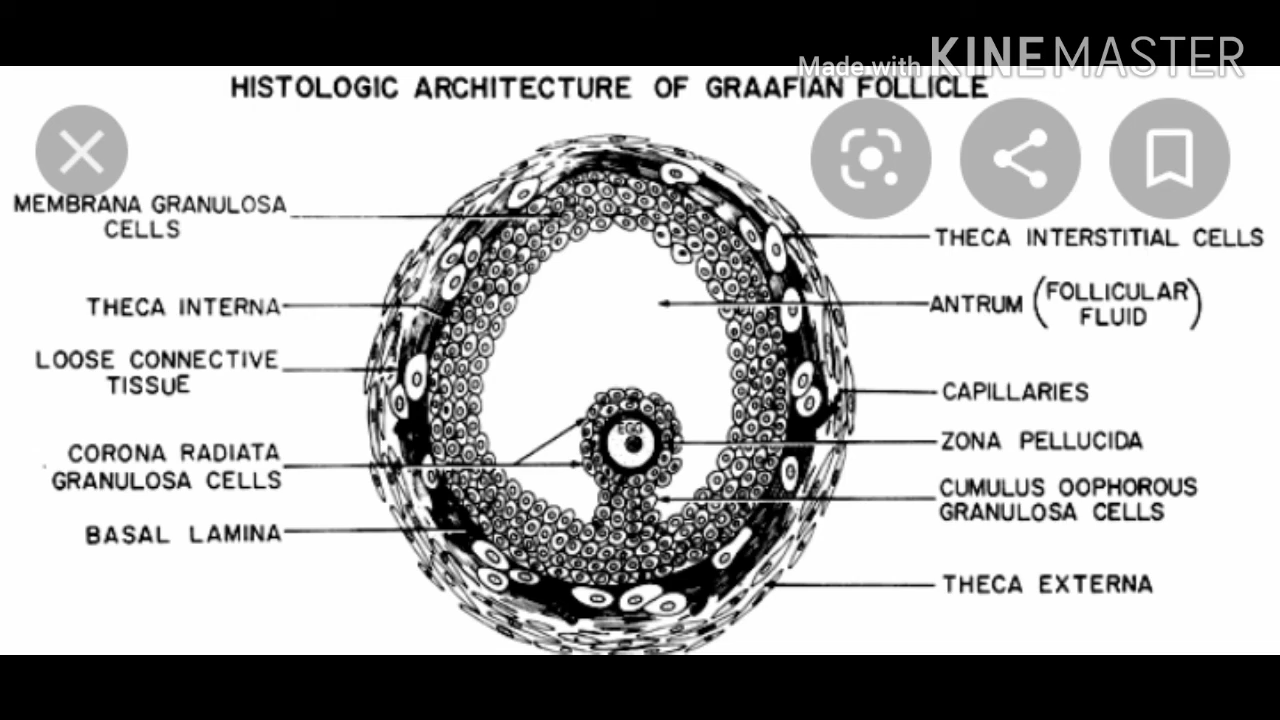 Made with KINEMASTER
HISTOLOGIC ARCHITECTURE OF GRAAFIAN FOLLICLE
MEMBRANA GRANULOSA
CELLS
THECA INTERNA
LOOSE CONNECTIVE
TISSUE
CORONA RADIATA
GRANULOSA CELLS
BASAL LAMINA
EGG
THECA INTERSTITIAL CELLS
ANTRUM (FOLLICULAR
FLUID)
CAPILLARIES
ZONA PELLUCIDA
CUMULUS OOPHOROUS
GRANULOSA CELLS
THECA EXTERNA